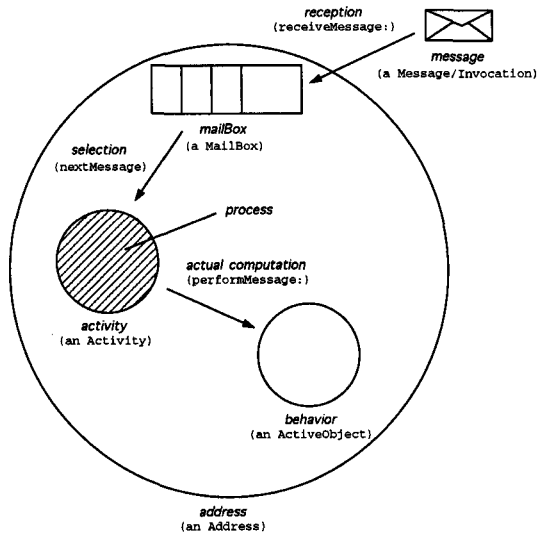 reception
(receiveMessage:)
message
(a Message/Invocation)
mailBox
(a MailBox)
selection
(nextMessage)
process
actual computation
(performMessage:)
activity
(an Activity)
behavior
(an ActiveObject)
address
(an Address)